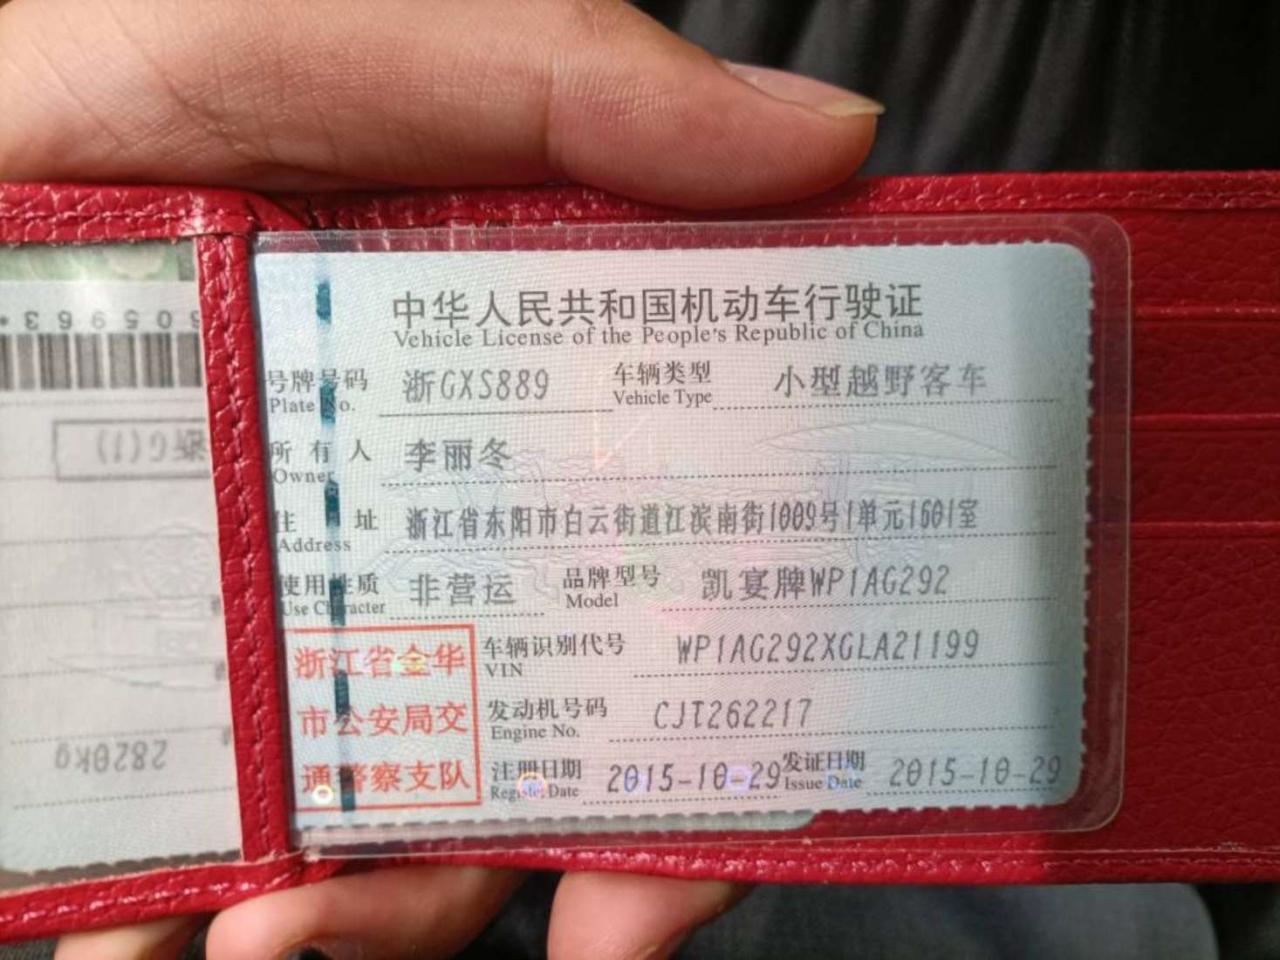 中华人民共和国机动车行驶证
Vehicle License of the People's Republic of China
号牌号码 浙GXS889 车辆类型 小型越野客车
Plate No. Vehicle Type
所有人 李丽冬
Owner
住址 浙江省东阳市白云街道江滨南街1009号1单元1601室
Address
使用性质 非营运 品牌型号 凯宴牌WP1AG292
Use Character Model
浙江省金华
市公安局交
通警察支队
车辆识别代号 WP1AG292XGLA21199
VIN
发动机号码 CJT262217
Engine No.
注册日期 2015-10-29 发证日期 2015-10-29
Register Date Issue Date
2820kg